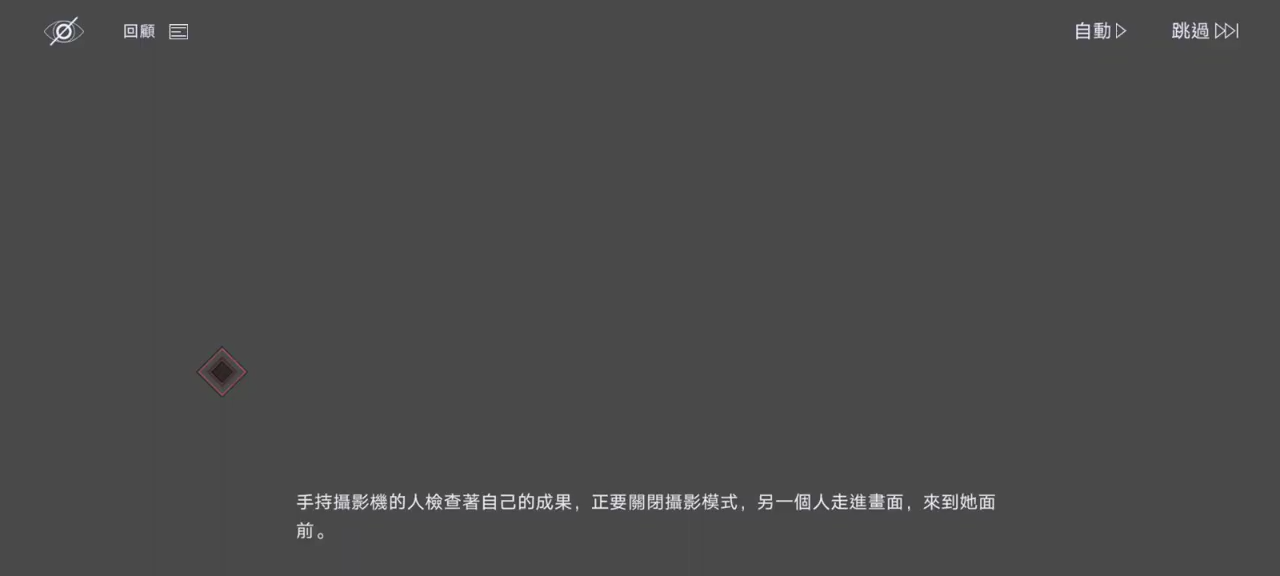 回顧
自動
跳過
手持攝影機的人檢查著自己的成果，正要關閉攝影模式，另一個人走進畫面，來到她面
前。